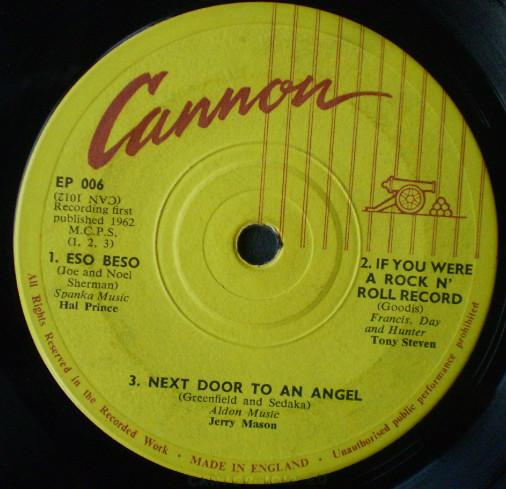 Cannon
EP 006
(CAN 1012)
Recording first
published 1962
M.C.P.S.
(1, 2, 3)
1. ESO BESO
(Joe and Noel
Sherman)
Spanka Music
Hal Prince
2. IF YOU WERE
A ROCK N'
ROLL RECORD
(Goodis)
Francis, Day
and Hunter
Tony Steven
3. NEXT DOOR TO AN ANGEL
(Greenfield and Sedaka)
Aldon Music
Jerry Mason
All Rights Reserved in the Recorded Work · MADE IN ENGLAND · Unauthorised public performance prohibited